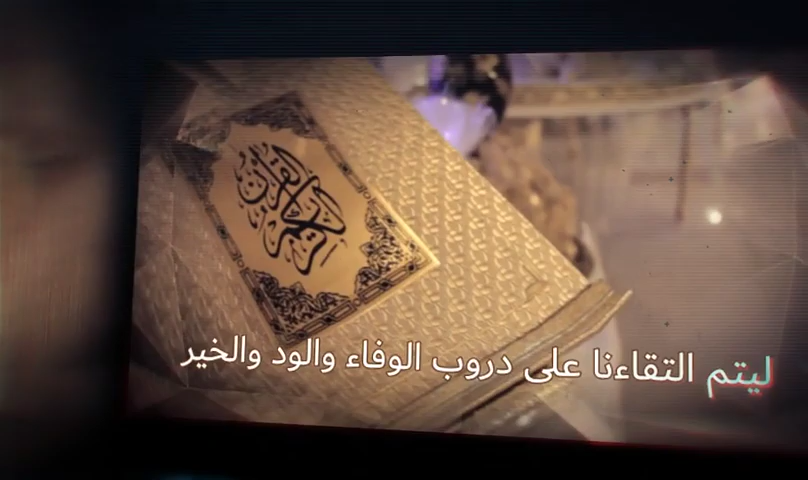 القرآن الكريم
ليتم التقاءنا على دروب الوفاء والود والخير